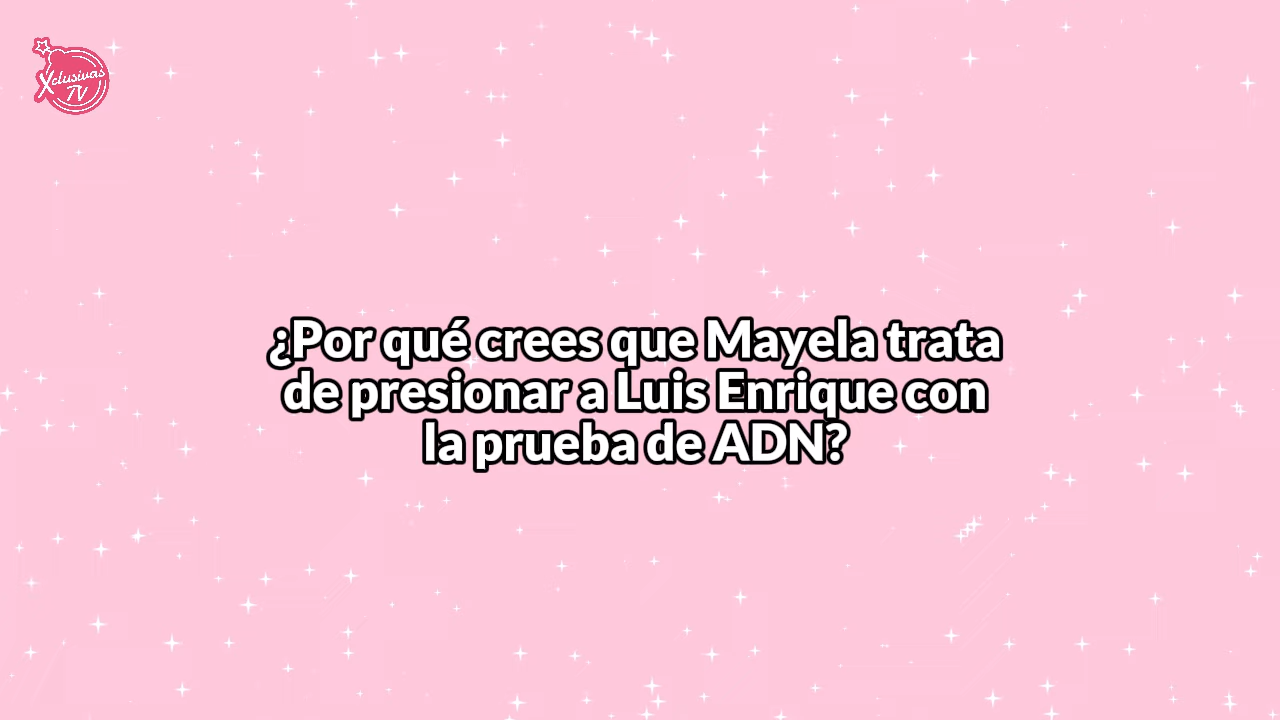 Xclusivas
TV
¿Por qué crees que Mayela trata
de presionar a Luis Enrique con
la prueba de ADN?